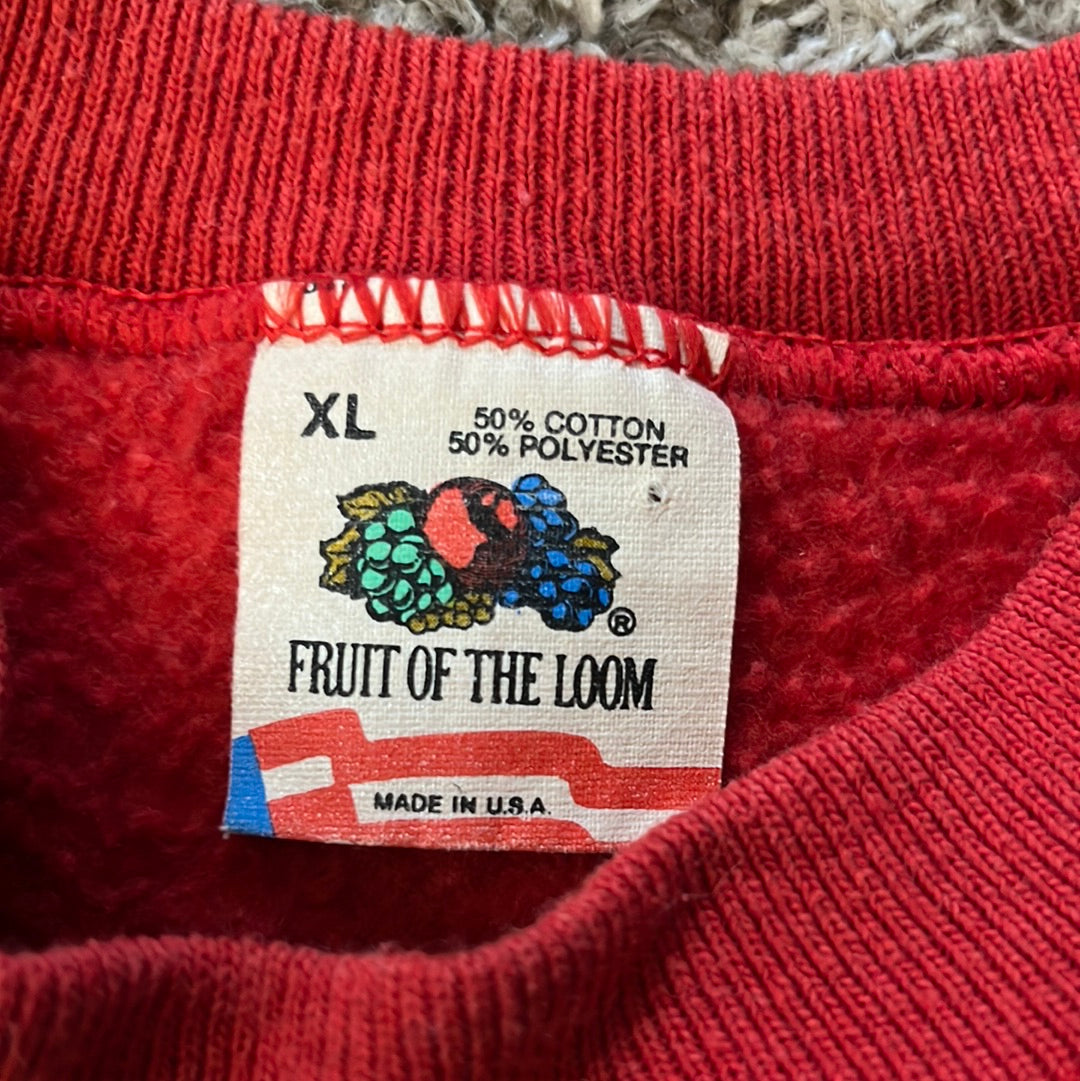 XL
50% COTTON
50% POLYESTER
®
FRUIT OF THE LOOM
MADE IN U.S.A.